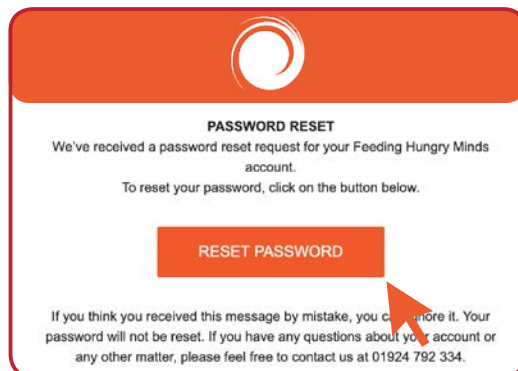 PASSWORD RESET
We've received a password reset request for your Feeding Hungry Minds
account.
To reset your password, click on the button below.
RESET PASSWORD
If you think you received this message by mistake, you can ignore it. Your
password will not be reset. If you have any questions about your account or
any other matter, please feel free to contact us at 01924 792 334.